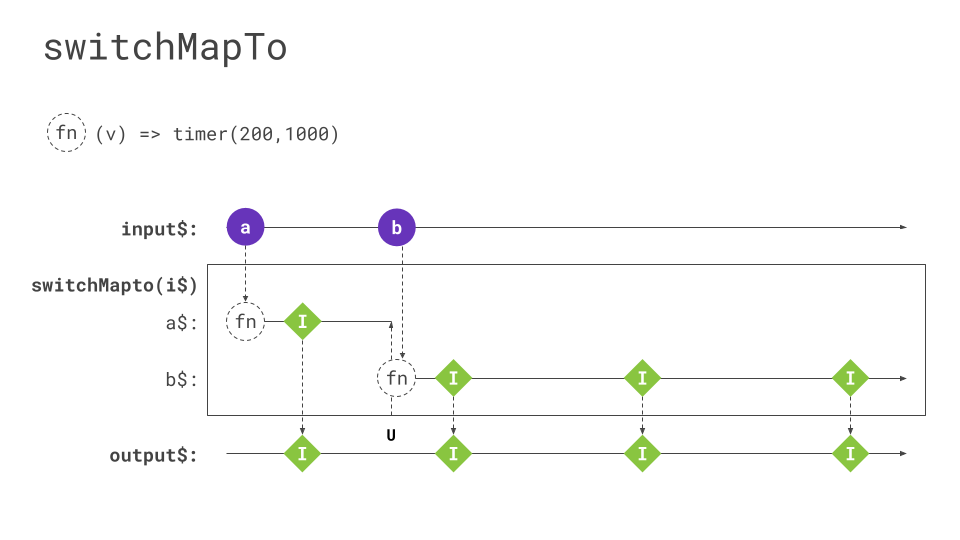 switchMapTo
fn (v) => timer(200,1000)
input$: a b
switchMapto(i$)
a$: fn I
b$: fn I I I
U
output$: I I I I